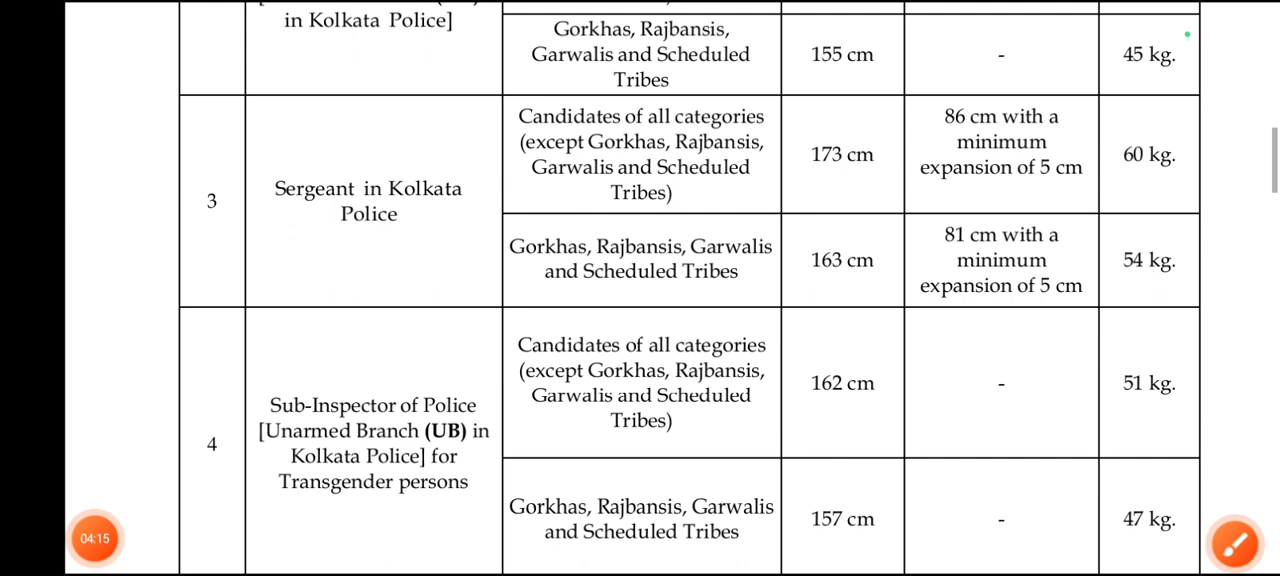 in Kolkata Police]
Gorkhas, Rajbansis,
Garwalis and Scheduled
Tribes
155 cm
-
45 kg.
3
Sergeant in Kolkata
Police
Candidates of all categories
(except Gorkhas, Rajbansis,
Garwalis and Scheduled
Tribes)
173 cm
86 cm with a
minimum
expansion of 5 cm
60 kg.
Gorkhas, Rajbansis, Garwalis
and Scheduled Tribes
163 cm
81 cm with a
minimum
expansion of 5 cm
54 kg.
4
Sub-Inspector of Police
[Unarmed Branch (UB) in
Kolkata Police] for
Transgender persons
Candidates of all categories
(except Gorkhas, Rajbansis,
Garwalis and Scheduled
Tribes)
162 cm
-
51 kg.
Gorkhas, Rajbansis, Garwalis
and Scheduled Tribes
157 cm
-
47 kg.
04:15